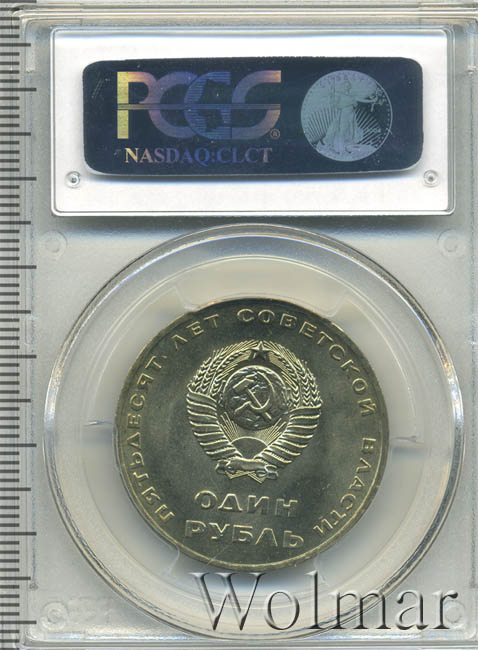 PCGS®
NASDAQ:CLCT
ПЯТЬДЕСЯТ ЛЕТ СОВЕТСКОЙ ВЛАСТИ
ОДИН
РУБЛЬ
Wolmar